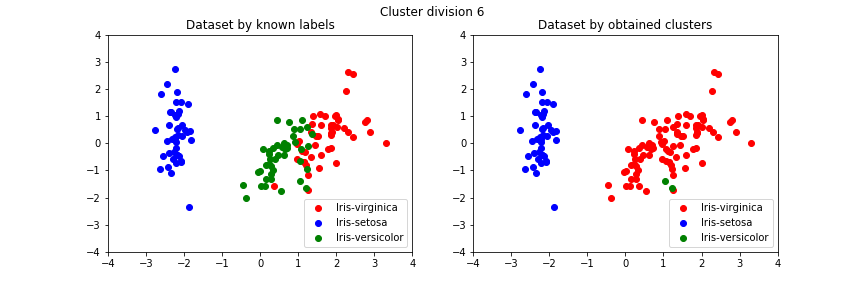 Cluster division 6
Dataset by known labels
4
3
2
1
0
−1
−2
−3
−4
−4 −3 −2 −1 0 1 2 3 4
Iris-virginica
Iris-setosa
Iris-versicolor
Dataset by obtained clusters
4
3
2
1
0
−1
−2
−3
−4
−4 −3 −2 −1 0 1 2 3 4
Iris-virginica
Iris-setosa
Iris-versicolor